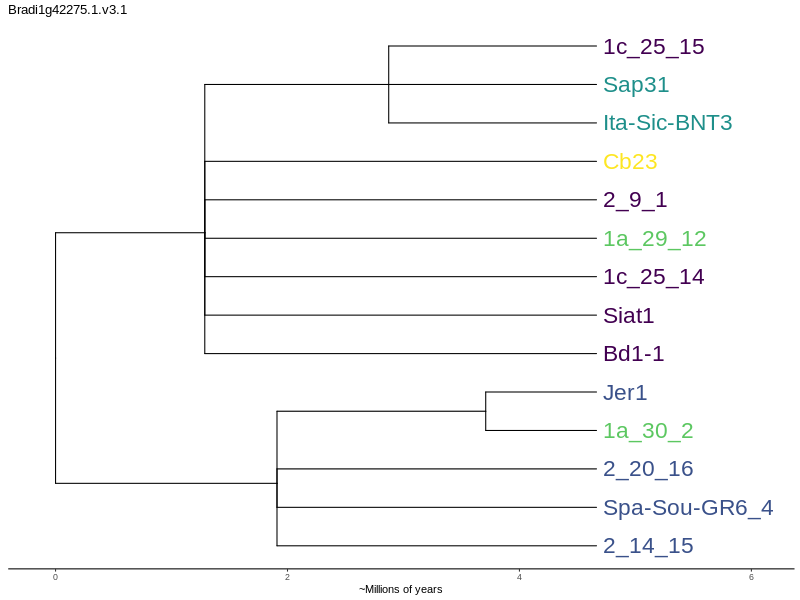 Bradi1g42275.1.v3.1
1c_25_15
Sap31
Ita-Sic-BNT3
Cb23
2_9_1
1a_29_12
1c_25_14
Siat1
Bd1-1
Jer1
1a_30_2
2_20_16
Spa-Sou-GR6_4
2_14_15
0 2 4 6
~Millions of years